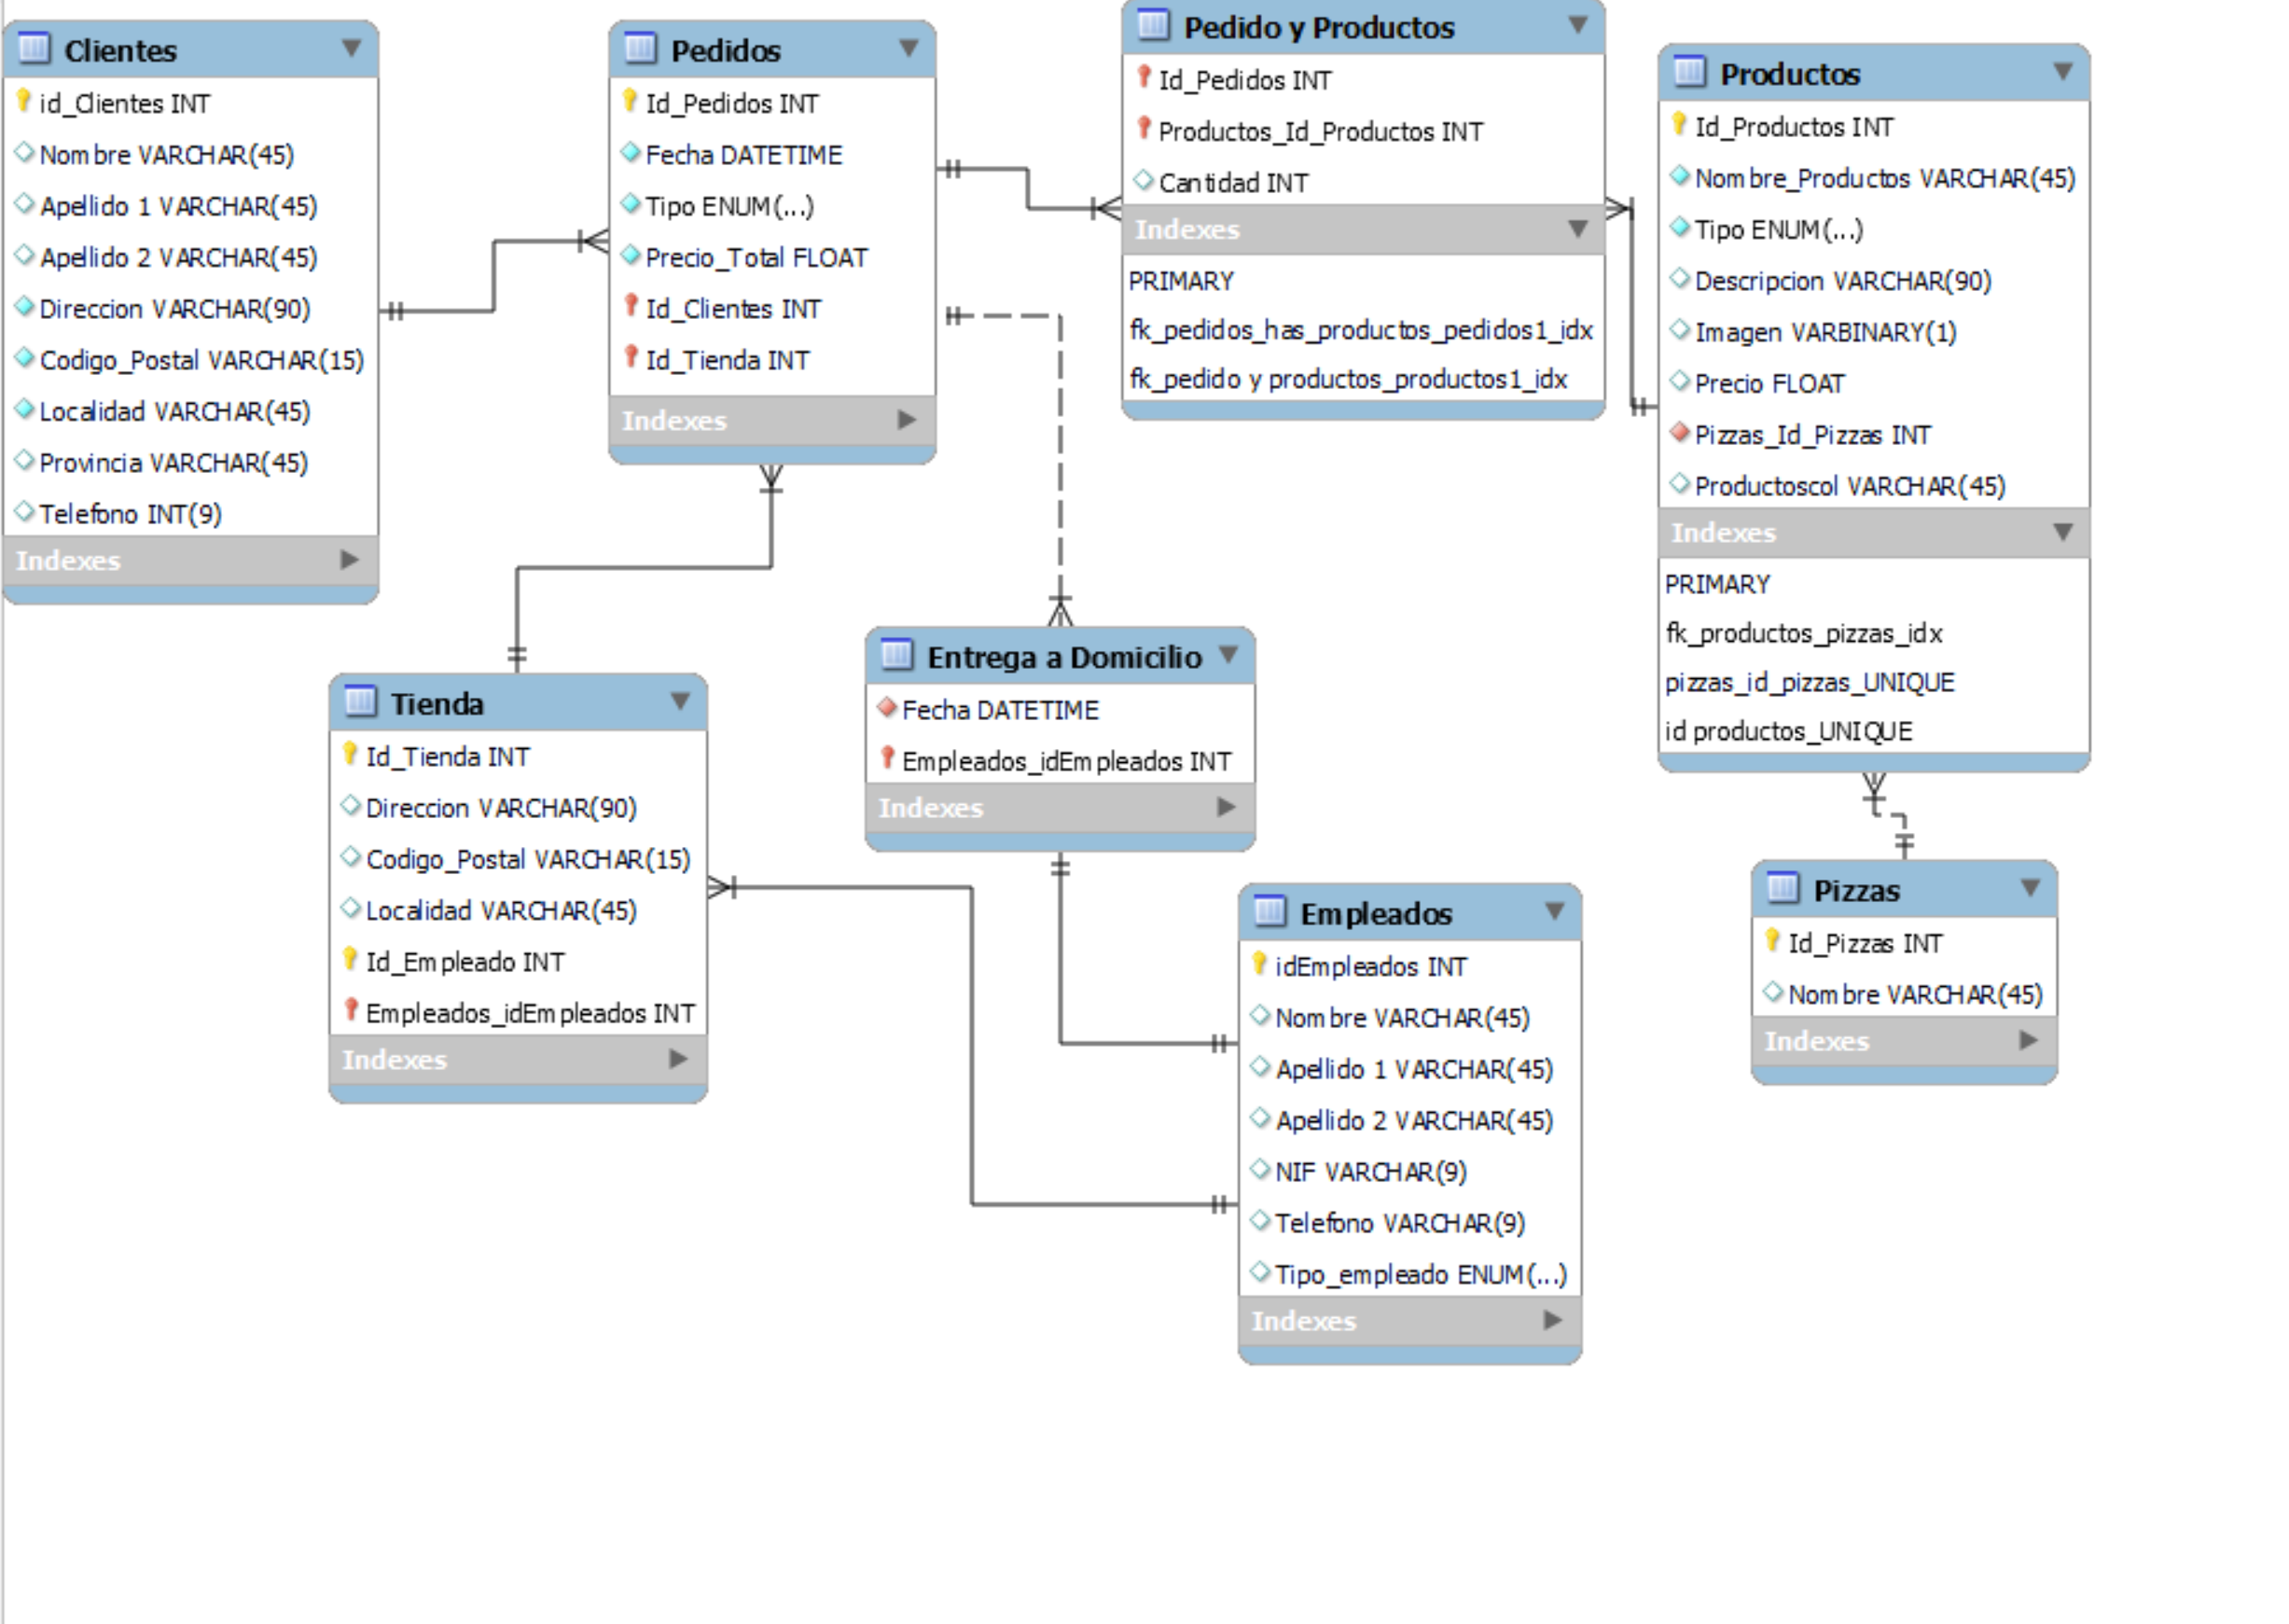 Clientes
id_Clientes INT
Nombre VARCHAR(45)
Apellido 1 VARCHAR(45)
Apellido 2 VARCHAR(45)
Direccion VARCHAR(90)
Codigo_Postal VARCHAR(15)
Localidad VARCHAR(45)
Provincia VARCHAR(45)
Telefono INT(9)
Indexes
Pedidos
Id_Pedidos INT
Fecha DATETIME
Tipo ENUM(...)
Precio_Total FLOAT
Id_Clientes INT
Id_Tienda INT
Indexes
Pedido y Productos
Id_Pedidos INT
Productos_Id_Productos INT
Cantidad INT
Indexes
PRIMARY
fk_pedidos_has_productos_pedidos1_idx
fk_pedido y productos_productos1_idx
Productos
Id_Productos INT
Nombre_Productos VARCHAR(45)
Tipo ENUM(...)
Descripcion VARCHAR(90)
Imagen VARBINARY(1)
Precio FLOAT
Pizzas_Id_Pizzas INT
Productoscol VARCHAR(45)
Indexes
PRIMARY
fk_productos_pizzas_idx
pizzas_id_pizzas_UNIQUE
id productos_UNIQUE
Tienda
Id_Tienda INT
Direccion VARCHAR(90)
Codigo_Postal VARCHAR(15)
Localidad VARCHAR(45)
Id_Empleado INT
Empleados_idEmpleados INT
Indexes
Entrega a Domicilio
Fecha DATETIME
Empleados_idEmpleados INT
Indexes
Empleados
idEmpleados INT
Nombre VARCHAR(45)
Apellido 1 VARCHAR(45)
Apellido 2 VARCHAR(45)
NIF VARCHAR(9)
Telefono VARCHAR(9)
Tipo_empleado ENUM(...)
Indexes
Pizzas
Id_Pizzas INT
Nombre VARCHAR(45)
Indexes